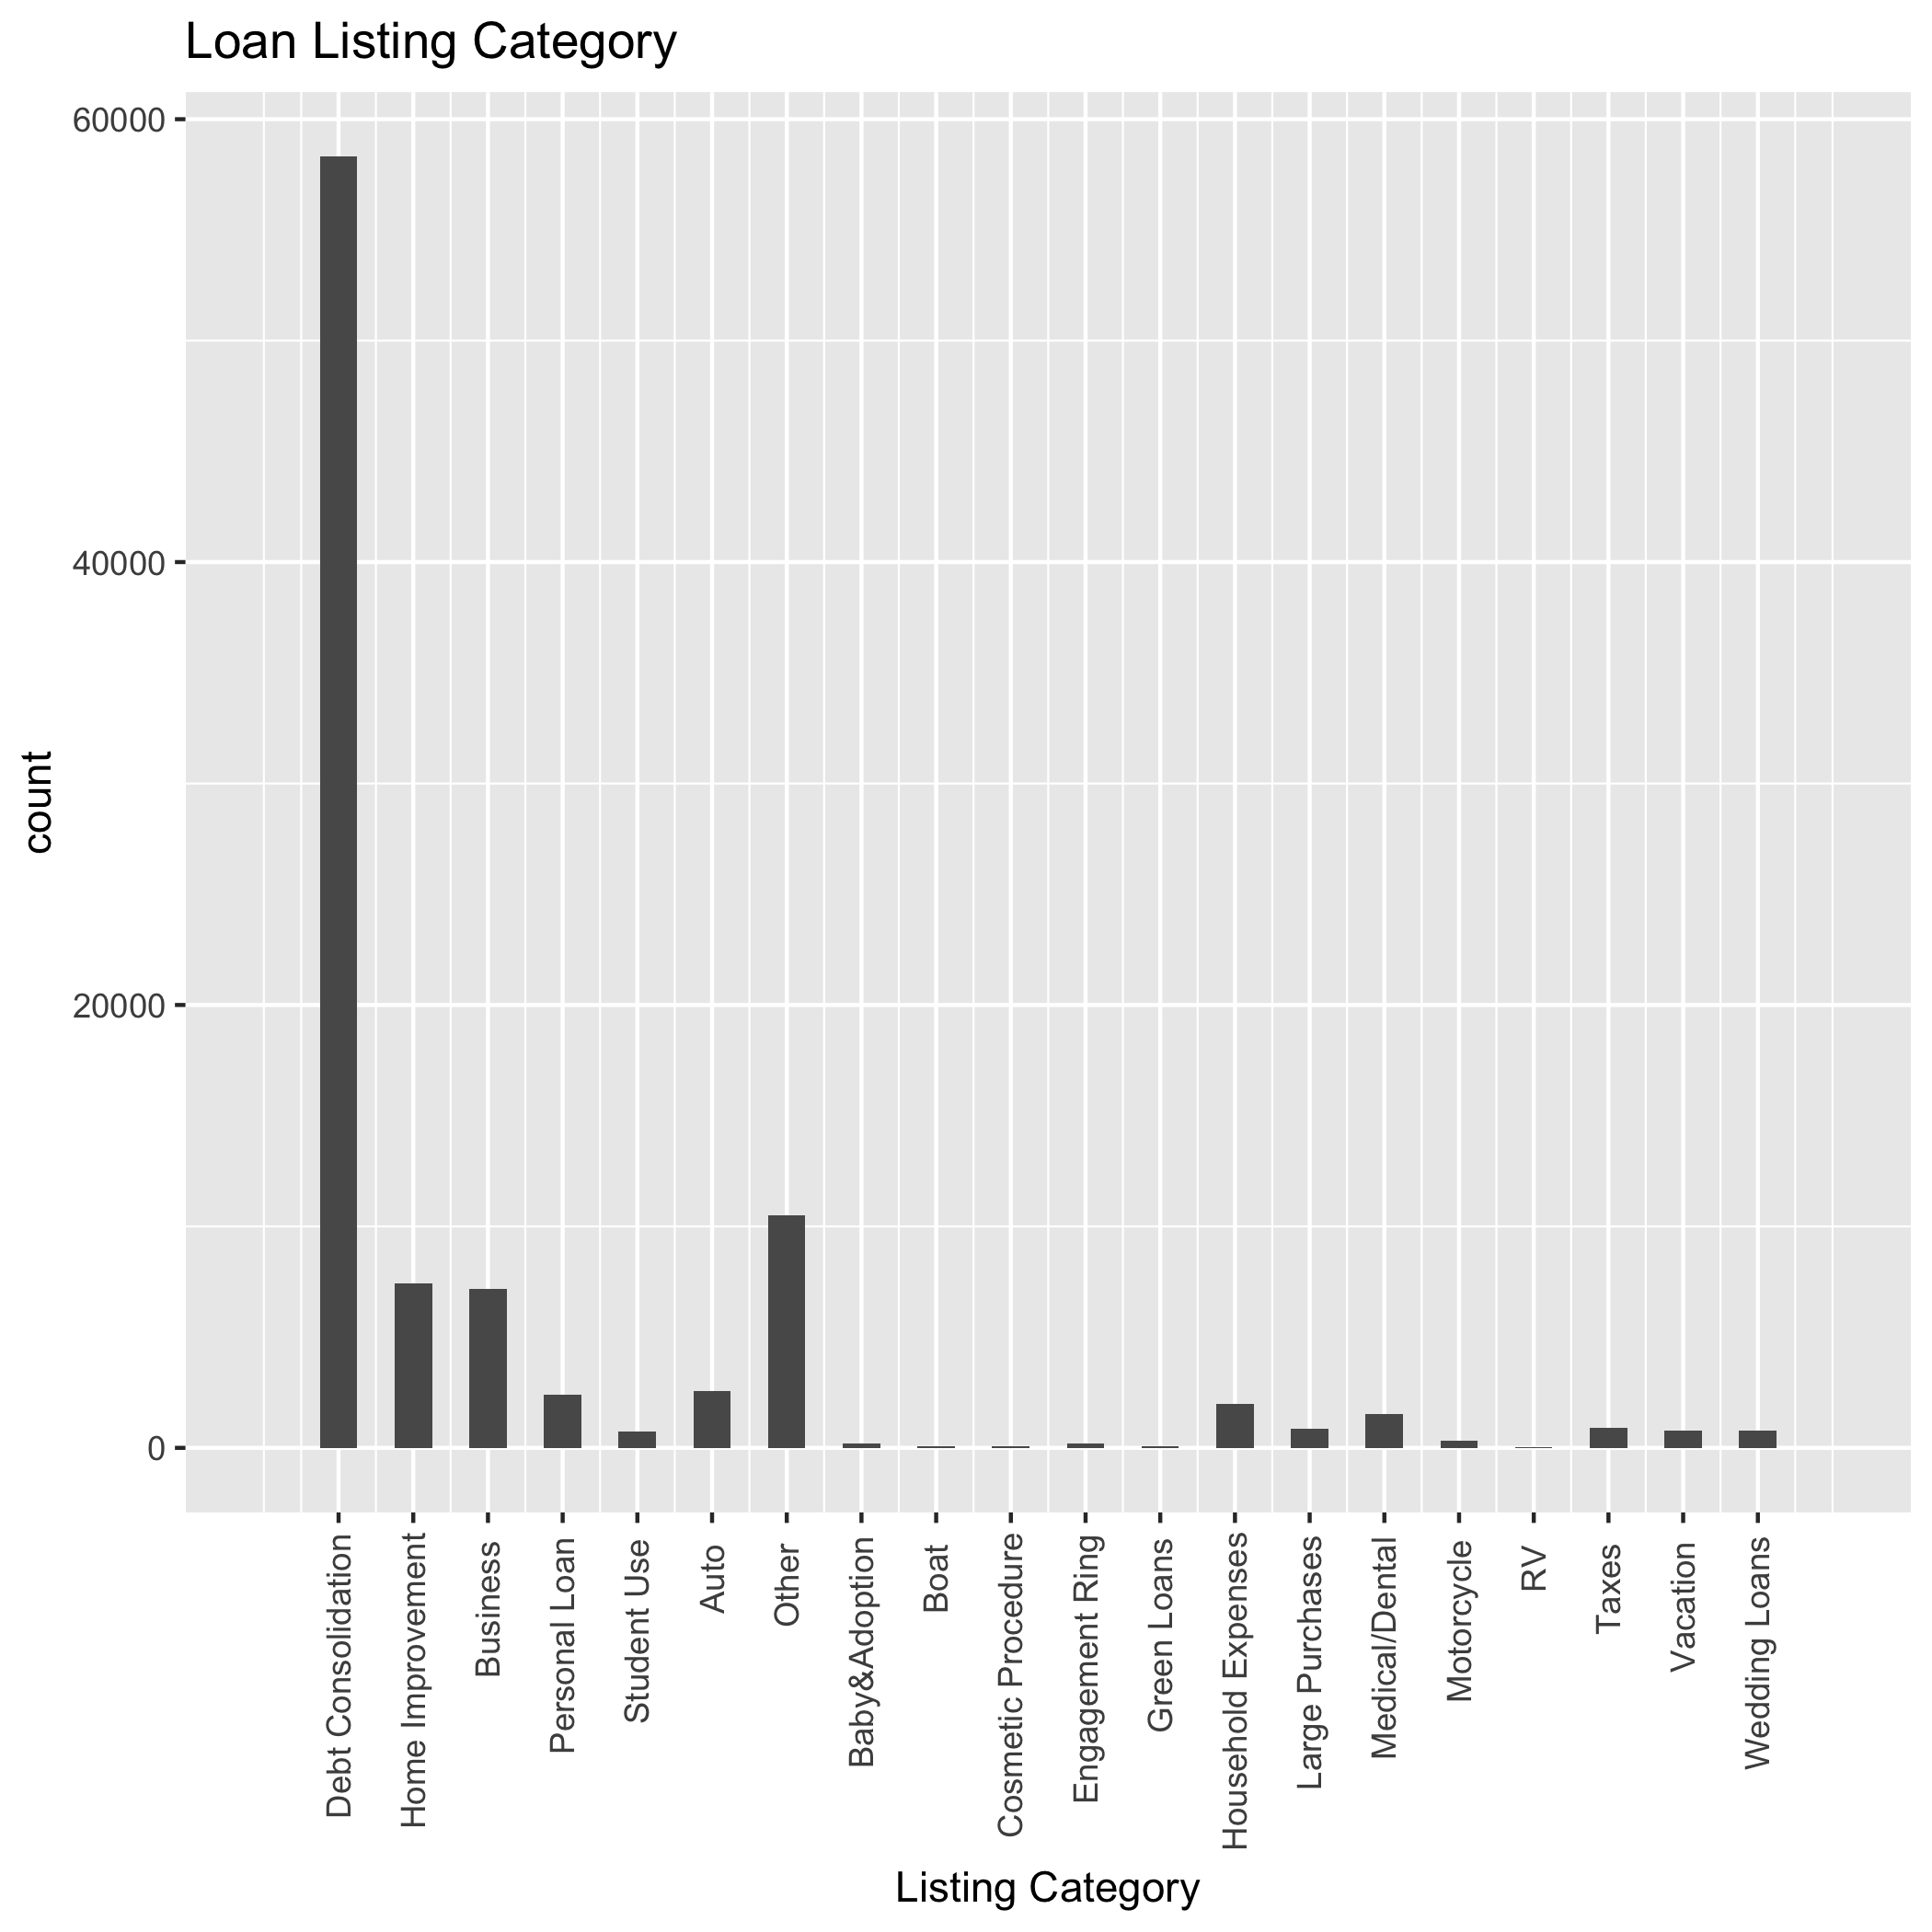 Loan Listing Category
60000
40000
20000
0
count
Debt Consolidation
Home Improvement
Business
Personal Loan
Student Use
Auto
Other
Baby&Adoption
Boat
Cosmetic Procedure
Engagement Ring
Green Loans
Household Expenses
Large Purchases
Medical/Dental
Motorcycle
RV
Taxes
Vacation
Wedding Loans
Listing Category